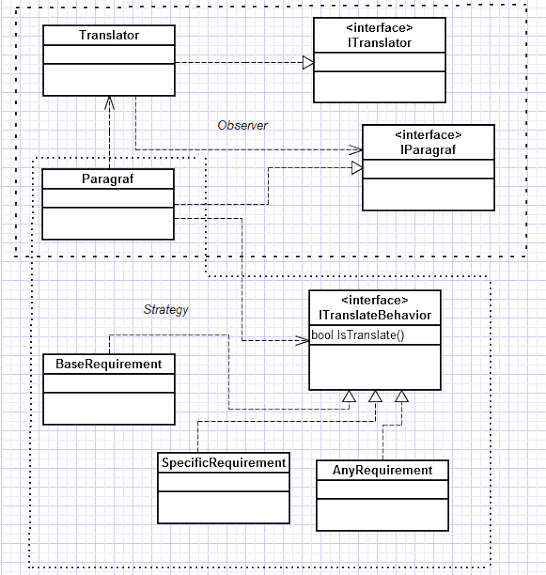 Translator
<interface>
ITranslator
Observer
<interface>
IParagraf
Paragraf
<interface>
ITranslateBehavior
bool IsTranslate()
Strategy
BaseRequirement
SpecificRequirement
AnyRequirement